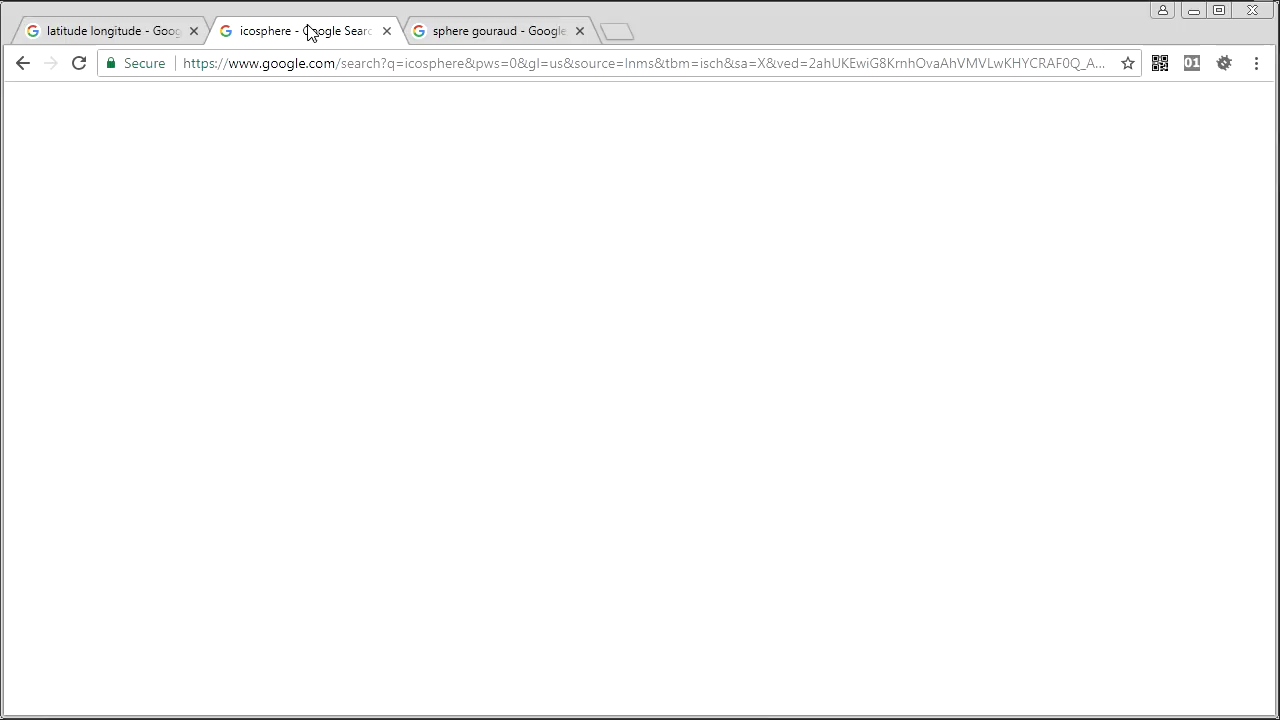 latitude longitude - Goog
icosphere - Google Searc
sphere gouraud - Google
Secure
https://www.google.com/search?q=icosphere&pws=0&gl=us&source=lnms&tbm=isch&sa=X&ved=2ahUKEwiG8KrnhOvaAhVMVLwKHYCRAF0Q_A...
01